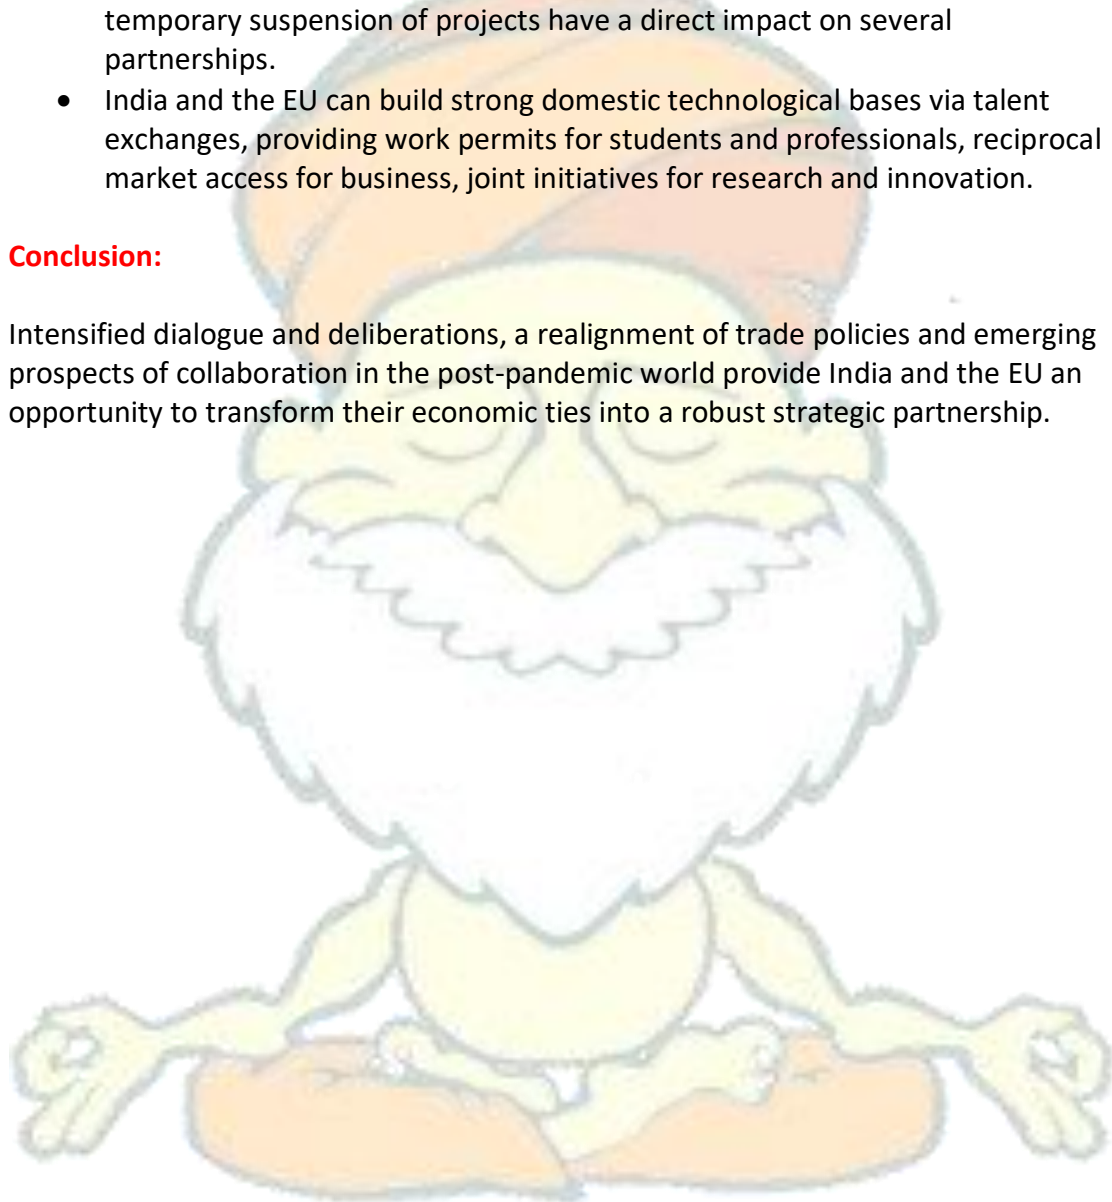 temporary suspension of projects have a direct impact on several
partnerships.
• India and the EU can build strong domestic technological bases via talent
exchanges, providing work permits for students and professionals, reciprocal
market access for business, joint initiatives for research and innovation.
Conclusion:
Intensified dialogue and deliberations, a realignment of trade policies and emerging
prospects of collaboration in the post-pandemic world provide India and the EU an
opportunity to transform their economic ties into a robust strategic partnership.